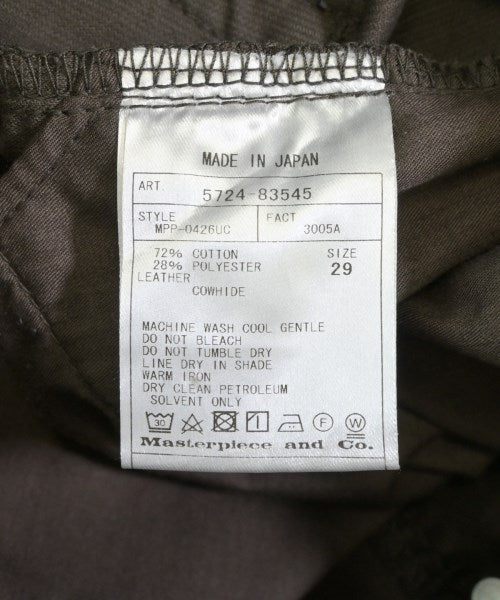 MADE IN JAPAN
ART. 5724-83545
STYLE FACT
MPP-0426UC 3005A
72% COTTON SIZE
28% POLYESTER 29
LEATHER
COWHIDE
MACHINE WASH COOL GENTLE
DO NOT BLEACH
DO NOT TUMBLE DRY
LINE DRY IN SHADE
WARM IRON
DRY CLEAN PETROLEUM
SOLVENT ONLY
30 F W
Masterpiece and Co.